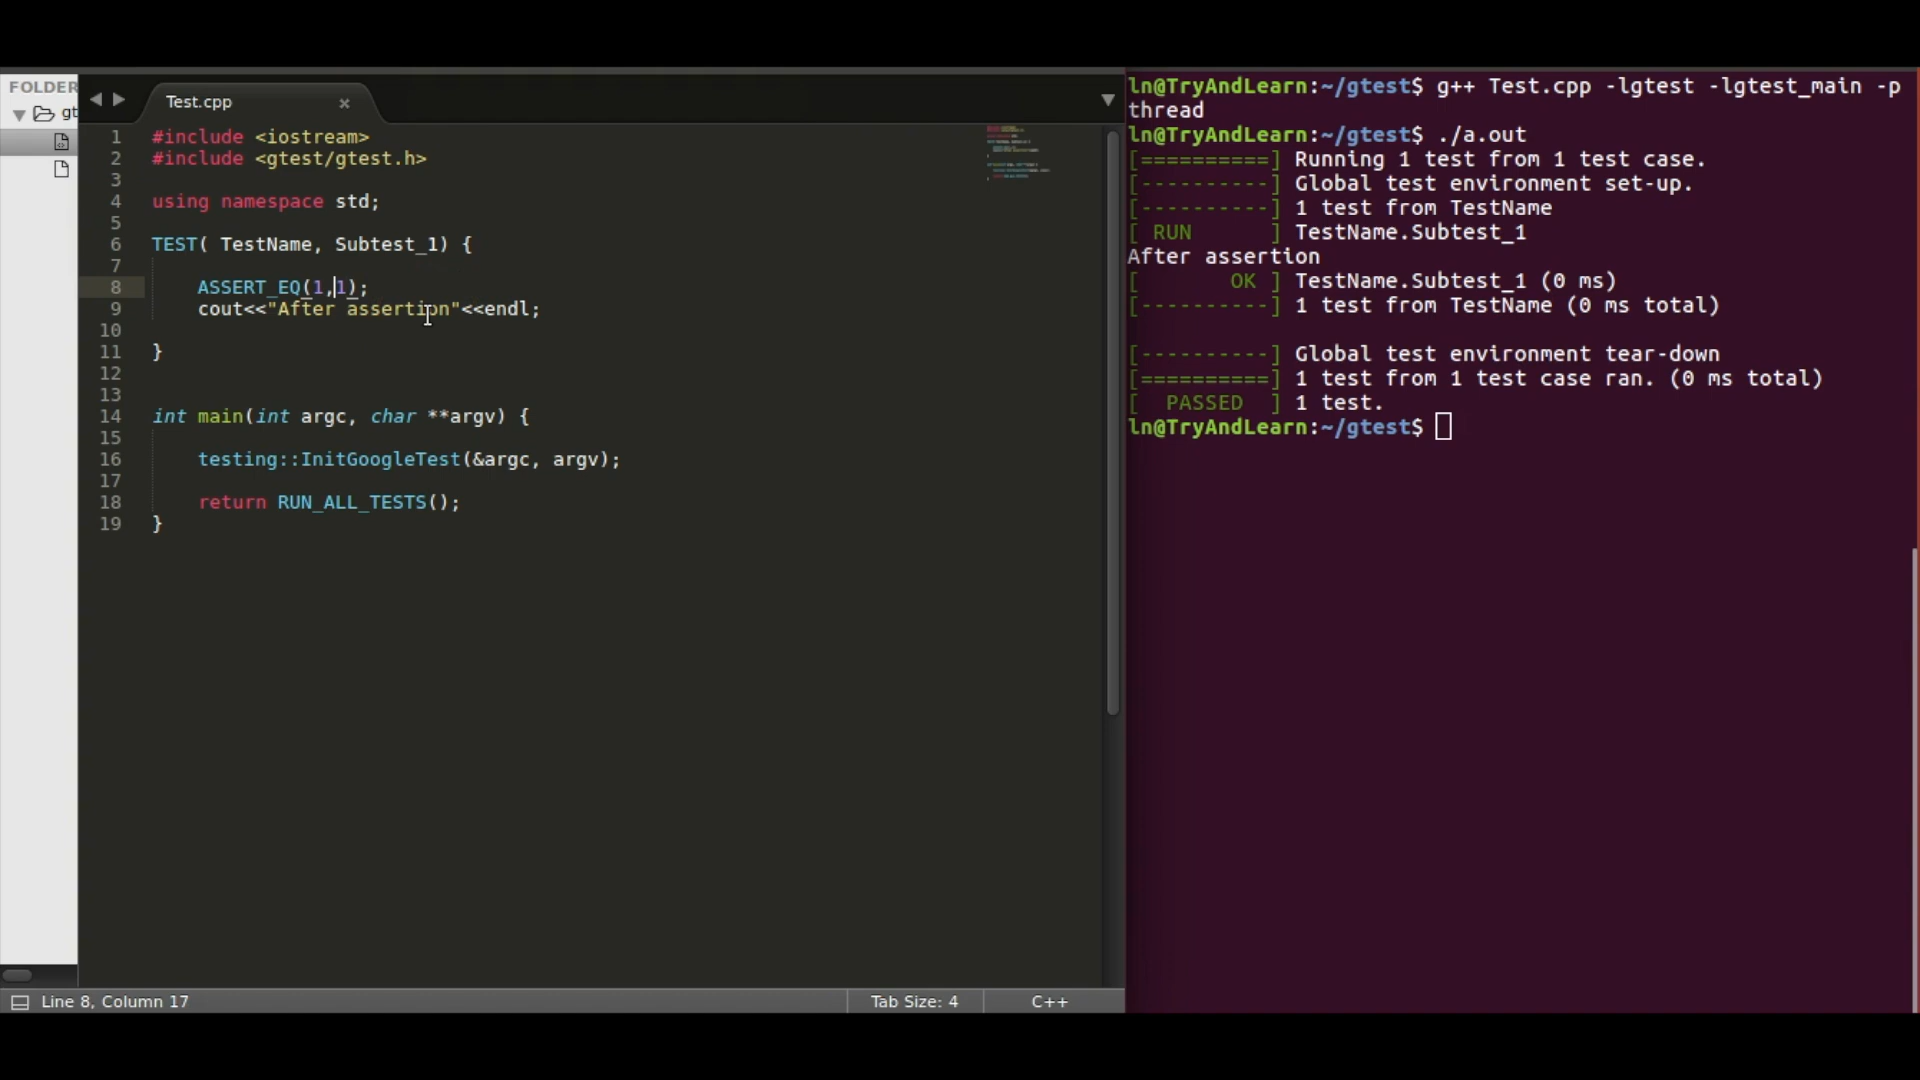 FOLDER
gt
Test.cpp
1 #include <iostream>
2 #include <gtest/gtest.h>
3
4 using namespace std;
5
6 TEST( TestName, Subtest_1) {
7
8 ASSERT_EQ(1,1);
9 cout<<"After assertion"<<endl;
10
11 }
12
13
14 int main(int argc, char **argv) {
15
16 testing::InitGoogleTest(&argc, argv);
17
18 return RUN_ALL_TESTS();
19 }
Line 8, Column 17
Tab Size: 4
C++
ln@TryAndLearn:~/gtest$ g++ Test.cpp -lgtest -lgtest_main -p
thread
ln@TryAndLearn:~/gtest$ ./a.out
[==========] Running 1 test from 1 test case.
[----------] Global test environment set-up.
[----------] 1 test from TestName
[ RUN      ] TestName.Subtest_1
After assertion
[       OK ] TestName.Subtest_1 (0 ms)
[----------] 1 test from TestName (0 ms total)
[----------] Global test environment tear-down
[==========] 1 test from 1 test case ran. (0 ms total)
[  PASSED  ] 1 test.
ln@TryAndLearn:~/gtest$